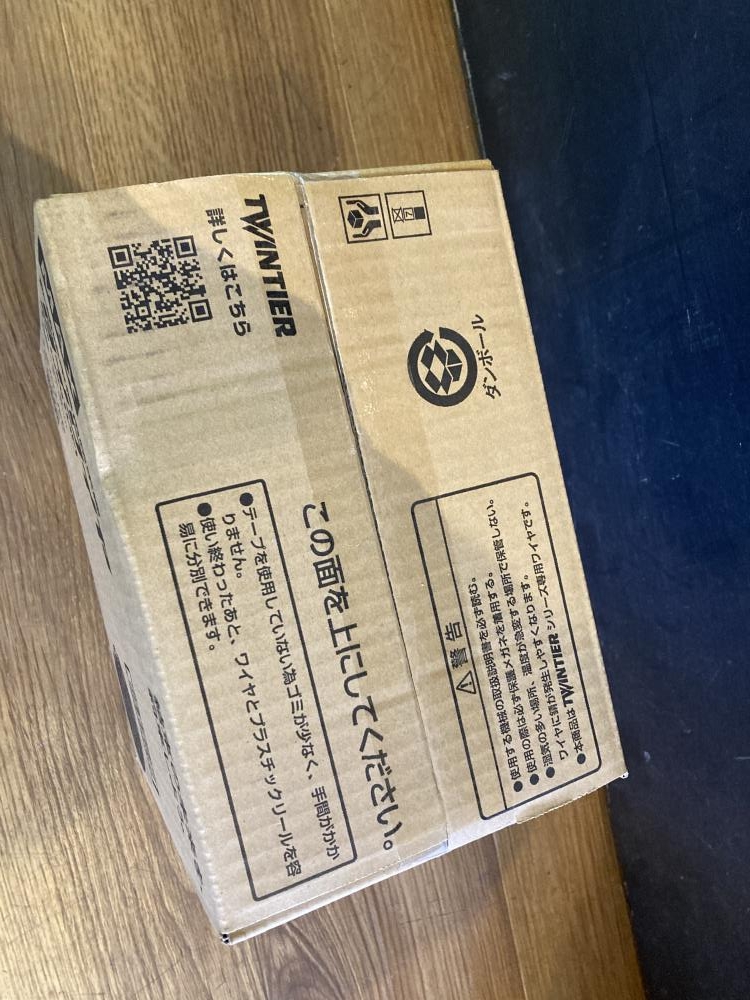 TWINTIER
詳しくはこちら
この面を上にしてください。
●テープを使用していない為ゴミが少なく、手間がかか
りません。
●使い終わったあと、ワイヤとプラスチックリールを容
易に分別できます。
ダンボール
警告
●使用する機械の取扱説明書を必ず読む。
●使用の際は必ず保護メガネを着用する。
●湿気の多い場所、温度が急変する場所で保管しない。
ワイヤに錆が発生しやすくなります。
●本商品はTWINTIERシリーズ専用ワイヤです。